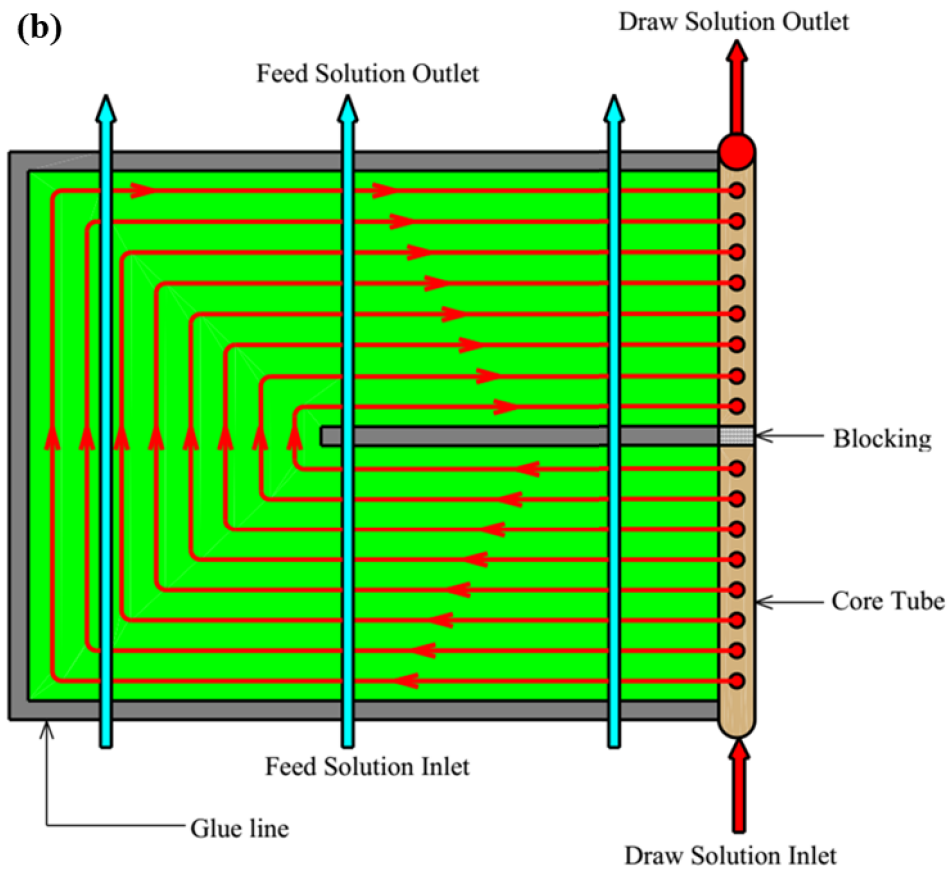 (b)
Draw Solution Outlet
Feed Solution Outlet
Blocking
Core Tube
Feed Solution Inlet
Glue line
Draw Solution Inlet